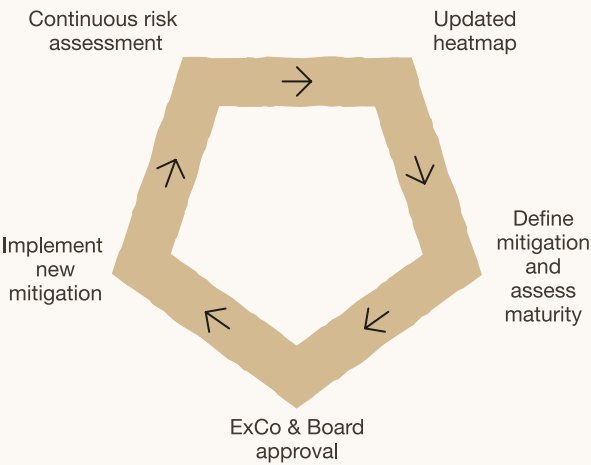 Continuous risk
assessment
Updated
heatmap
Define
mitigation
and
assess
maturity
ExCo & Board
approval
Implement
new
mitigation